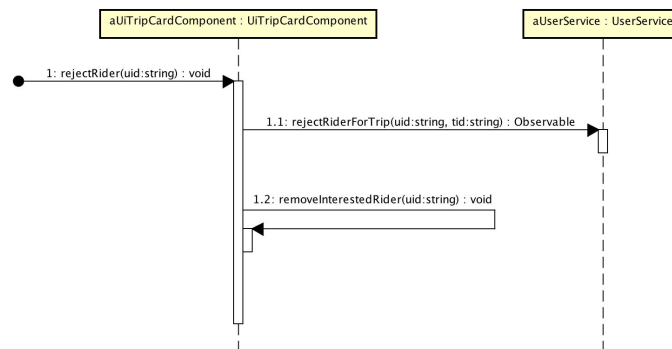 aUiTripCardComponent : UiTripCardComponent
aUserService : UserService
1: rejectRider(uid:string) : void
1.1: rejectRiderForTrip(uid:string, tid:string) : Observable
1.2: removeInterestedRider(uid:string) : void